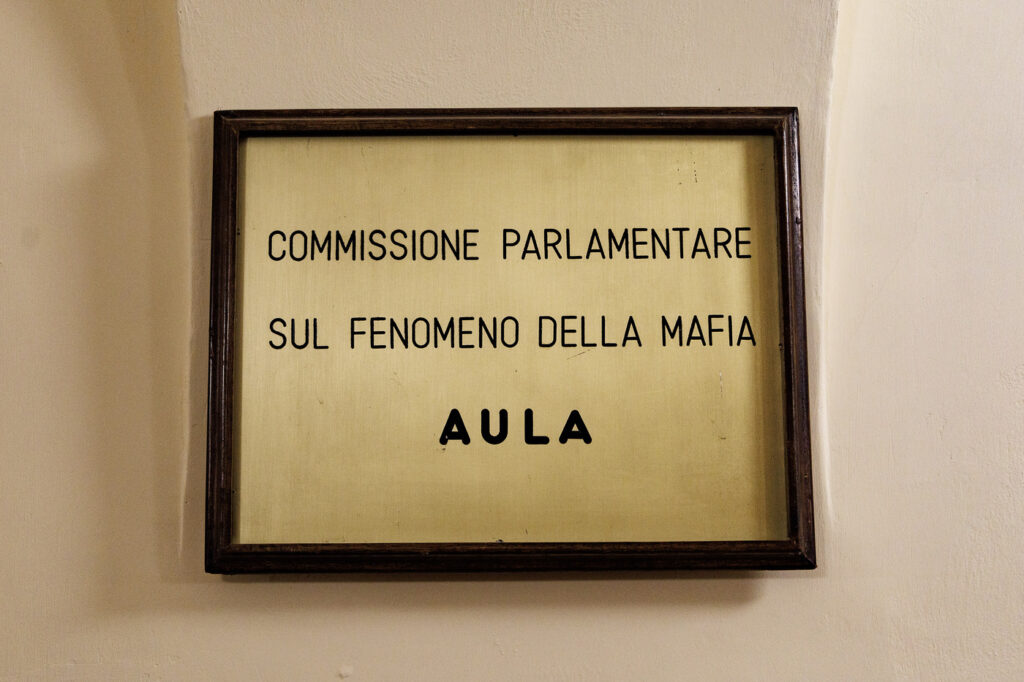 COMMISSIONE PARLAMENTARE
SUL FENOMENO DELLA MAFIA
AULA